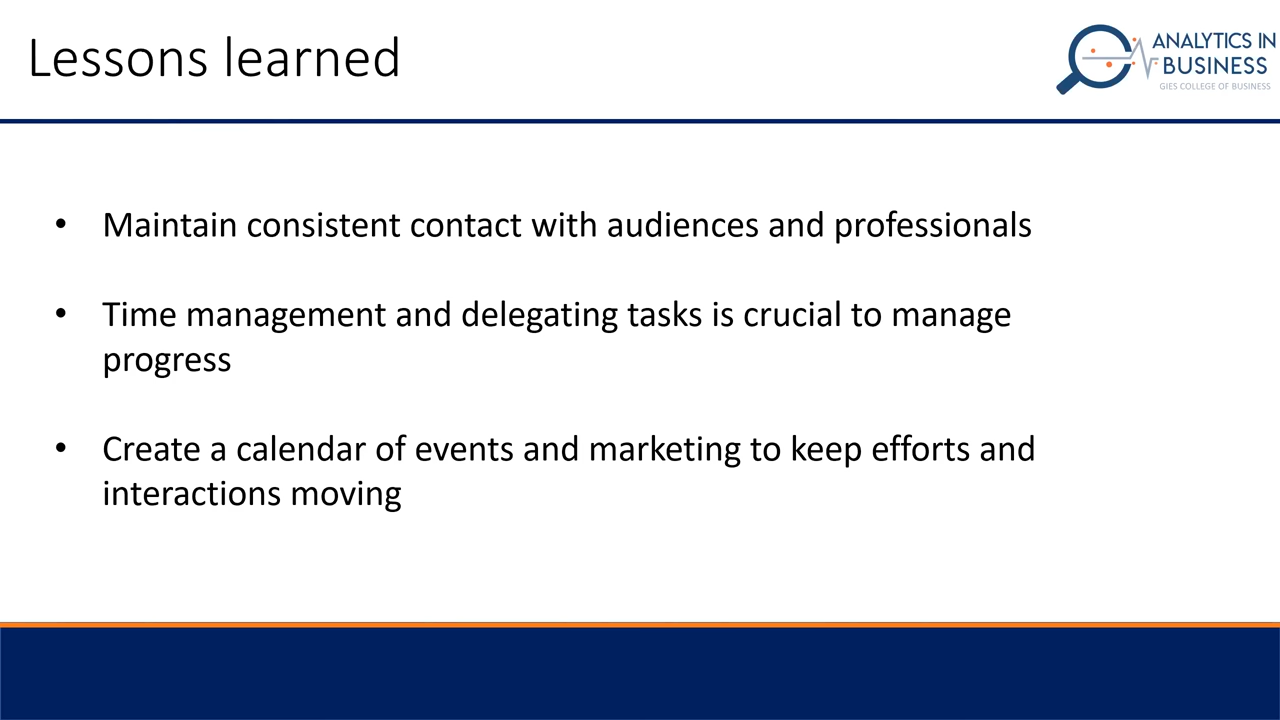 Lessons learned
ANALYTICS IN
BUSINESS
GIES COLLEGE OF BUSINESS
• Maintain consistent contact with audiences and professionals
• Time management and delegating tasks is crucial to manage
progress
• Create a calendar of events and marketing to keep efforts and
interactions moving